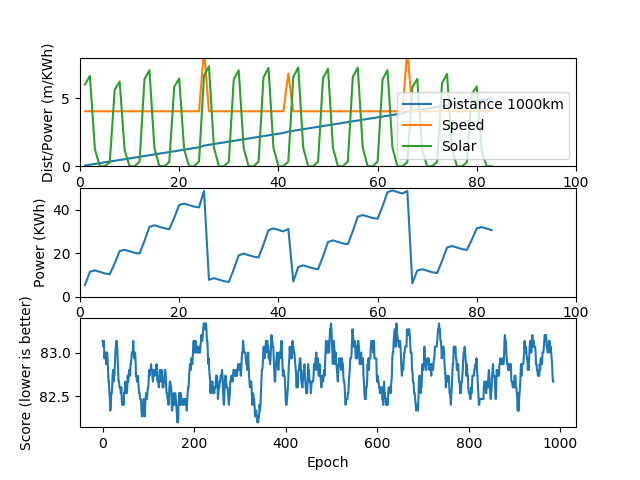 Dist/Power (m/KWh)
5
0
Distance 1000km
Speed
Solar
0 20 40 60 80 100
Power (KWh)
40
20
0
0 20 40 60 80 100
Score (lower is better)
83.0
82.5
0 200 400 600 800 1000
Epoch